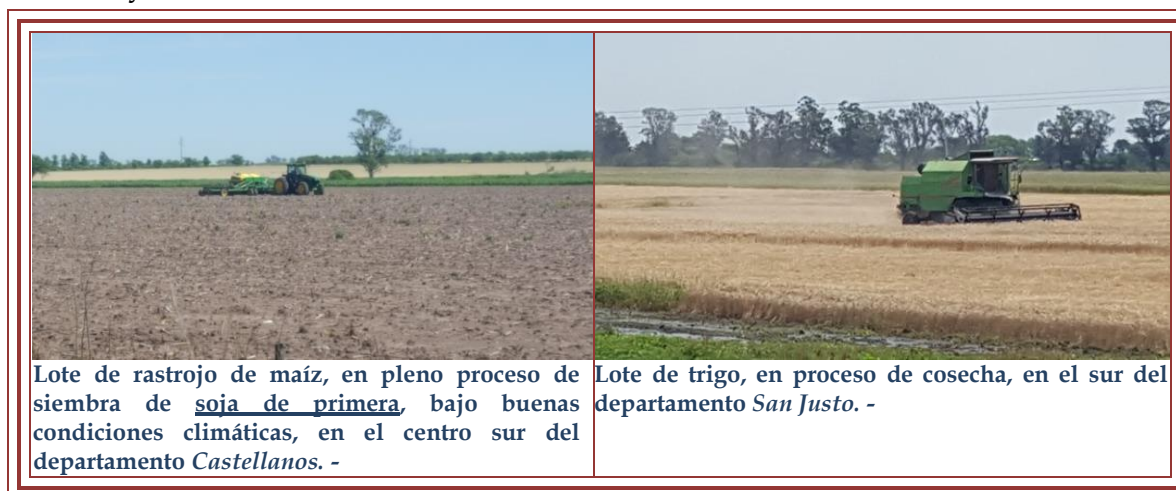 Lote de rastrojo de maíz, en pleno proceso de
siembra de soja de primera, bajo buenas
condiciones climáticas, en el centro sur del
departamento Castellanos. -
Lote de trigo, en proceso de cosecha, en el sur del
departamento San Justo. -